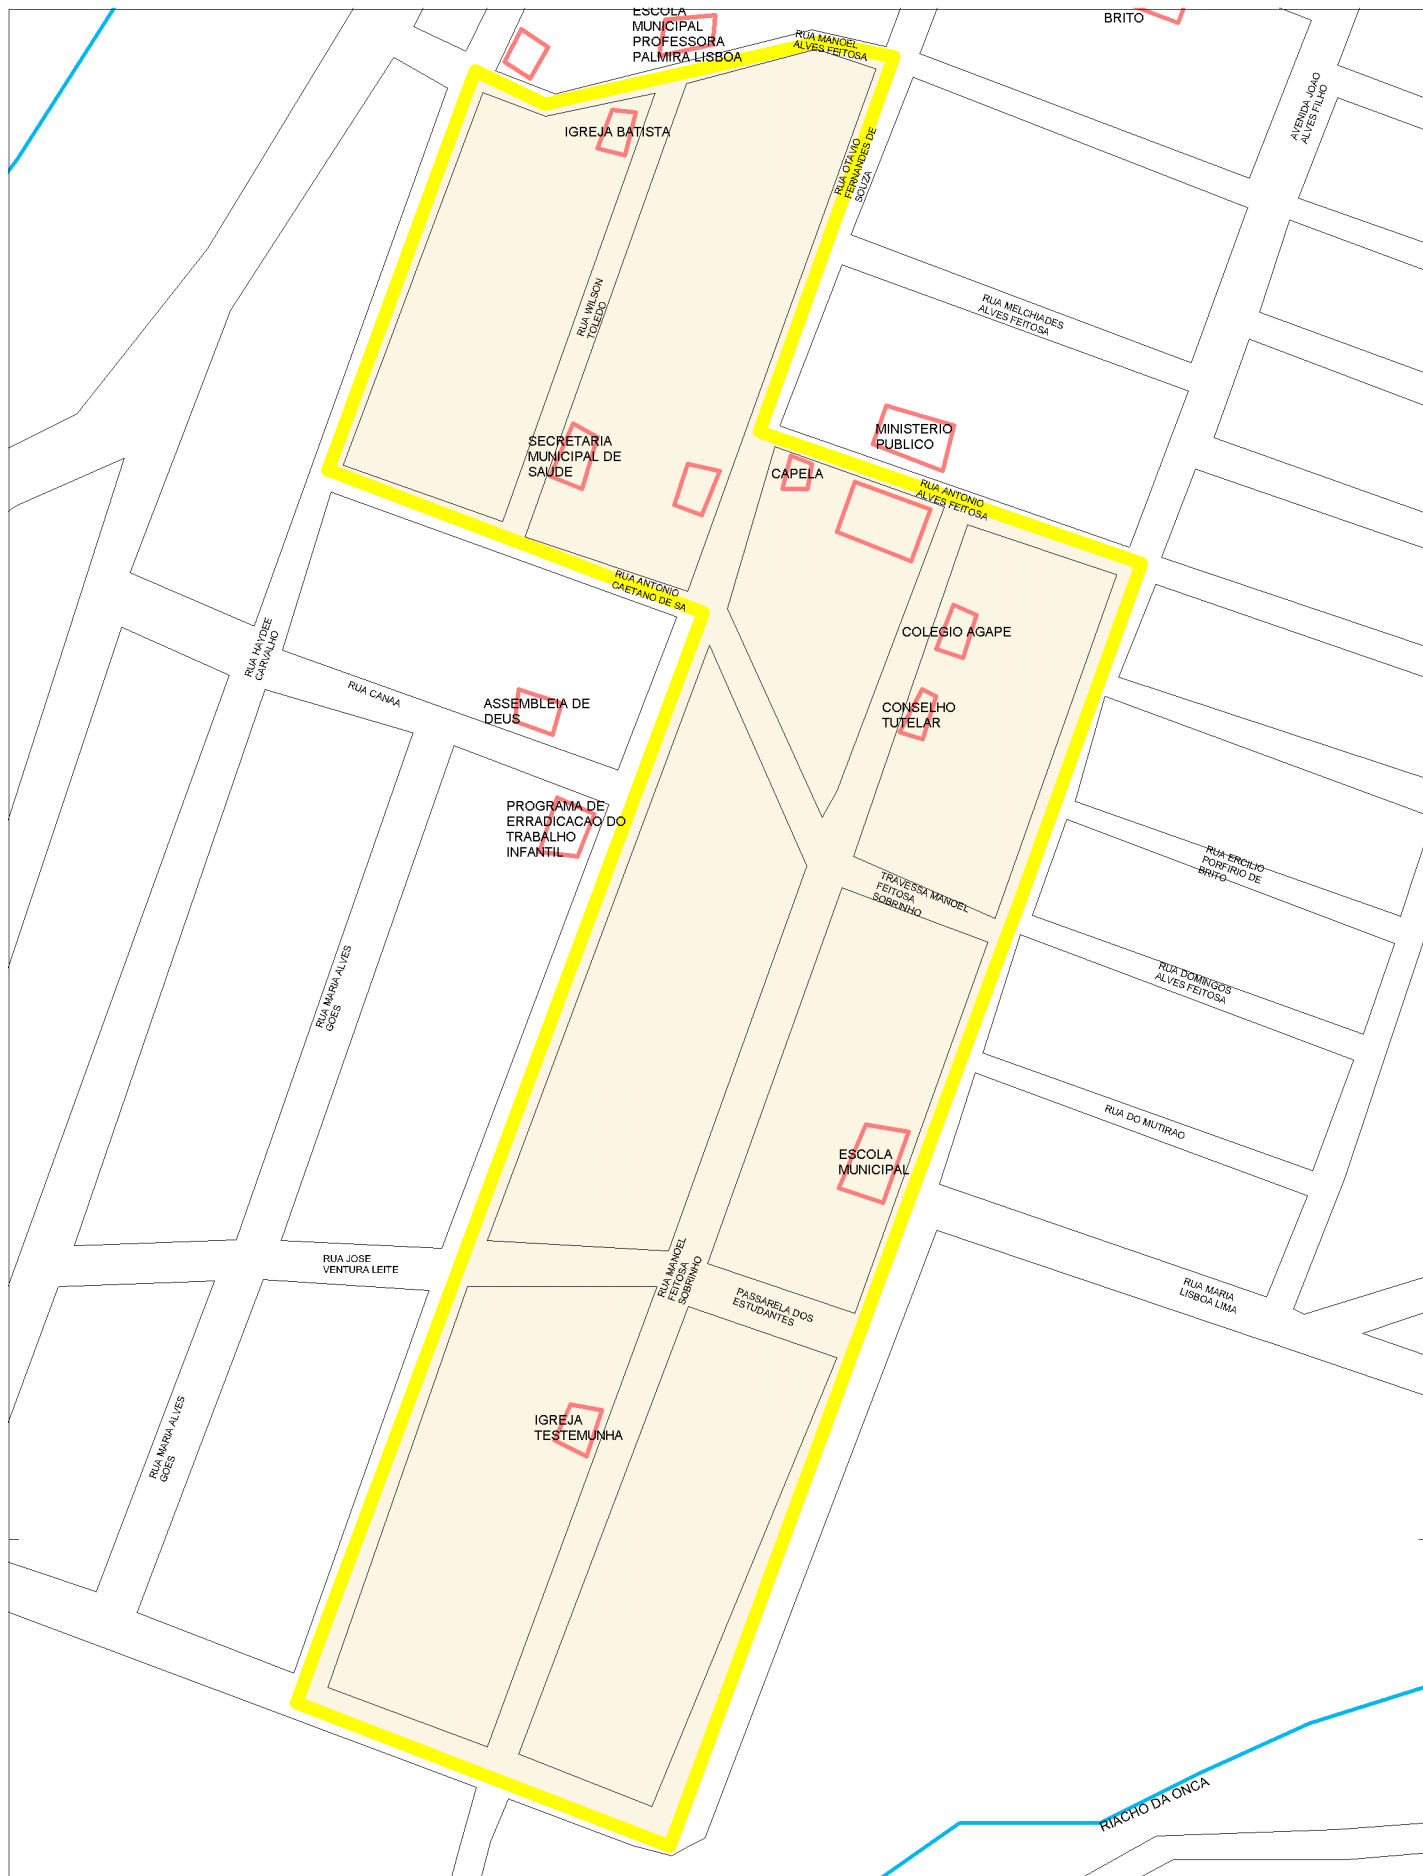 ESCOLA
MUNICIPAL
PROFESSORA
PALMIRA LISBOA
BRITO
RUA MANOEL
ALVES FEITOSA
AVENIDA JOAO
ALVES FILHO
IGREJA BATISTA
RUA OTAVIO
FERNANDES DE
SOUZA
RUA WILSON
TOLEDO
RUA MELCHIADES
ALVES FEITOSA
SECRETARIA
MUNICIPAL DE
SAUDE
MINISTERIO
PUBLICO
CAPELA
RUA ANTONIO
ALVES FEITOSA
RUA ANTONIO
CAETANO DE SA
RUA HAYDEE
CARVALHO
COLEGIO AGAPE
RUA CANAA
ASSEMBLEIA DE
DEUS
CONSELHO
TUTELAR
PROGRAMA DE
ERRADICACAO DO
TRABALHO
INFANTIL
RUA ERCILIO
PORFIRIO DE
BRITO
TRAVESSA MANOEL
FEITOSA
SOBRINHO
RUA MARIA ALVES
GOES
RUA DOMINGOS
ALVES FEITOSA
RUA DO MUTIRAO
ESCOLA
MUNICIPAL
RUA JOSE
VENTURA LEITE
RUA MANOEL
FEITOSA
SOBRINHO
PASSARELA DOS
ESTUDANTES
RUA MARIA
LISBOA LIMA
IGREJA
TESTEMUNHA
RUA MARIA ALVES
GOES
RIACHO DA ONCA